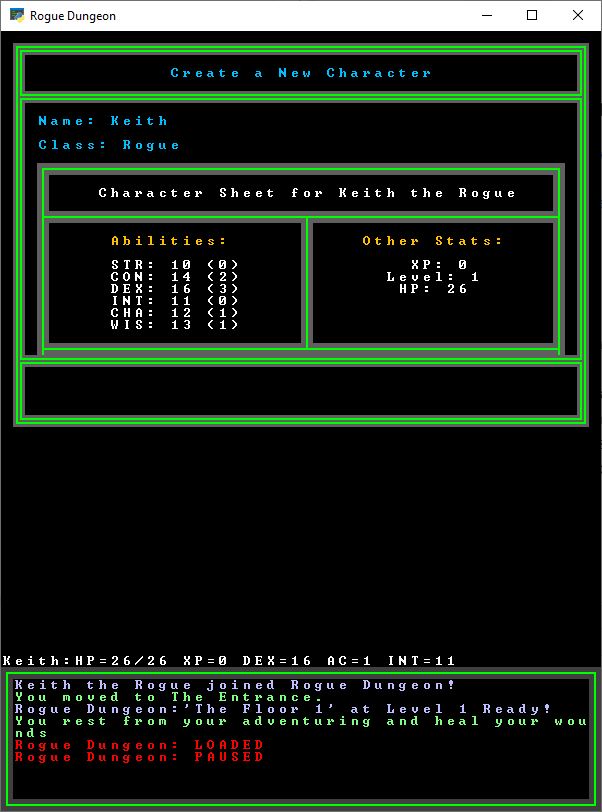 Rogue Dungeon
Create a New Character
Name: Keith
Class: Rogue
Character Sheet for Keith the Rogue
Abilities:
STR: 10 (0)
CON: 14 (2)
DEX: 16 (3)
INT: 11 (0)
CHA: 12 (1)
WIS: 13 (1)
Other Stats:
XP: 0
Level: 1
HP: 26
Keith:HP=26/26 XP=0 DEX=16 AC=1 INT=11
Keith the Rogue joined Rogue Dungeon!
You moved to The Entrance.
Rogue Dungeon:'The Floor 1' at Level 1 Ready!
You rest from your adventuring and heal your wou
nds
Rogue Dungeon: LOADED
Rogue Dungeon: PAUSED